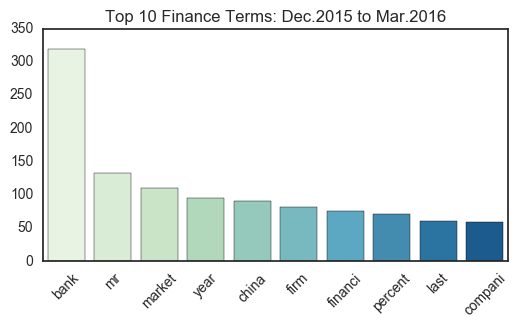 Top 10 Finance Terms: Dec.2015 to Mar.2016
350
300
250
200
150
100
50
0
bank
mr
market
year
china
firm
financi
percent
last
compani